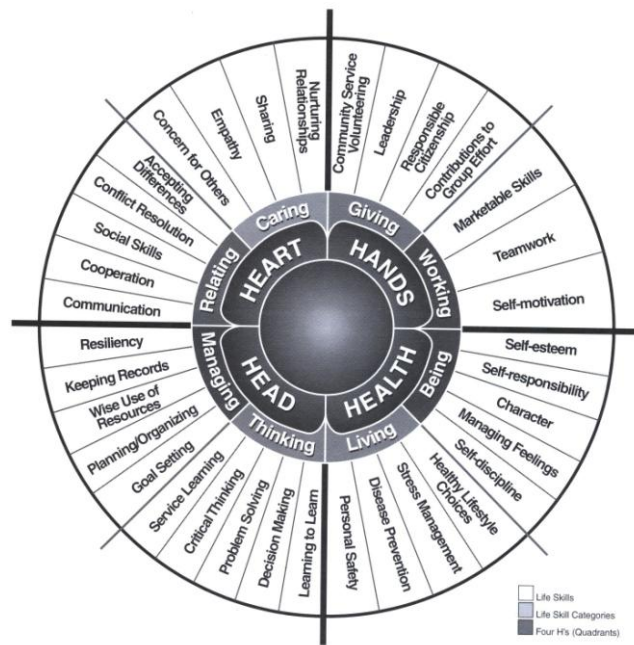 Nurturing
Relationships
Sharing
Empathy
Concern for Others
Accepting
Differences
Conflict Resolution
Social Skills
Cooperation
Communication
Community Service
Volunteering
Leadership
Responsible
Citizenship
Contributions to
Group Effort
Marketable Skills
Teamwork
Self-motivation
Caring
Relating
HEART
Giving
Working
HANDS
Managing
Thinking
HEAD
Being
Living
HEALTH
Resiliency
Keeping Records
Wise Use of
Resources
Planning/Organizing
Goal Setting
Service Learning
Critical Thinking
Problem Solving
Decision Making
Learning to Learn
Self-esteem
Self-responsibility
Character
Managing Feelings
Self-discipline
Healthy Lifestyle
Choices
Stress Management
Disease Prevention
Personal Safety
Life Skills
Life Skill Categories
Four H's (Quadrants)